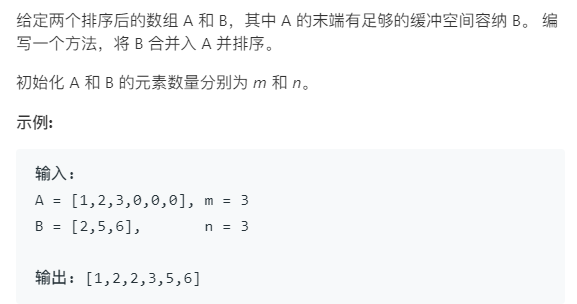 给定两个排序后的数组 A 和 B，其中 A 的末端有足够的缓冲空间容纳 B。 编
写一个方法，将 B 合并入 A 并排序。
初始化 A 和 B 的元素数量分别为 m 和 n。
示例:
输入:
A = [1,2,3,0,0,0], m = 3
B = [2,5,6],       n = 3
输出: [1,2,2,3,5,6]